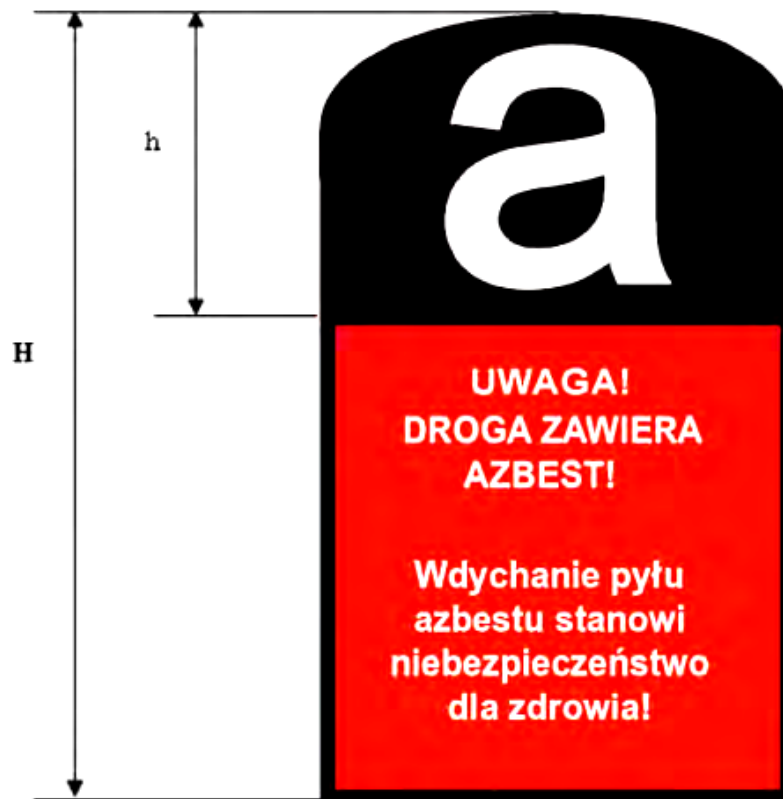 a
h
H
UWAGA!
DROGA ZAWIERA
AZBEST!
Wdychanie pyłu
azbestu stanowi
niebezpieczeństwo
dla zdrowia!